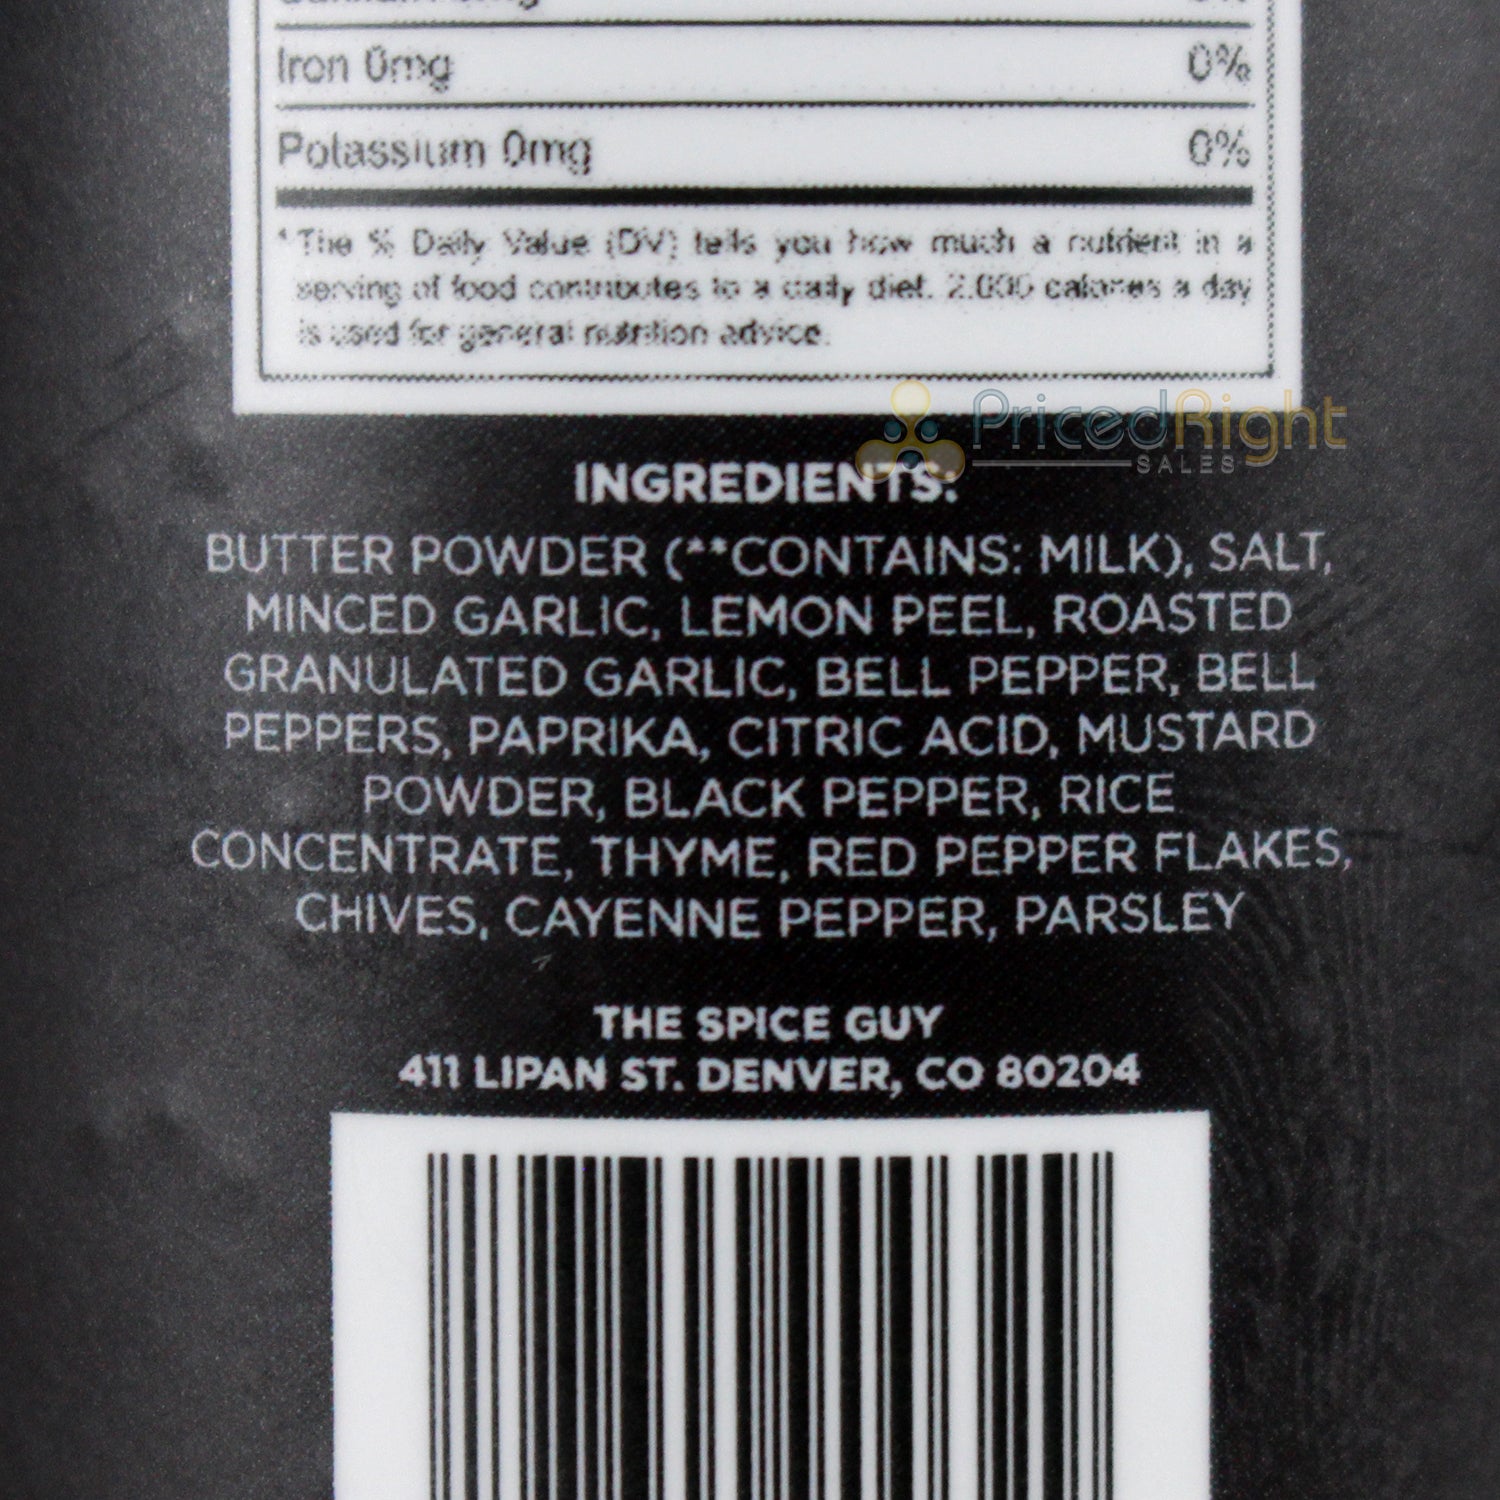 Iron 0mg 0%
Potassium 0mg 0%
* The % Daily Value (DV) tells you how much a nutrient in a
serving of food contributes to a daily diet. 2,000 calories a day
is used for general nutrition advice.
PricedRight
SALES
INGREDIENTS:
BUTTER POWDER (**CONTAINS: MILK), SALT,
MINCED GARLIC, LEMON PEEL, ROASTED
GRANULATED GARLIC, BELL PEPPER, BELL
PEPPERS, PAPRIKA, CITRIC ACID, MUSTARD
POWDER, BLACK PEPPER, RICE
CONCENTRATE, THYME, RED PEPPER FLAKES,
CHIVES, CAYENNE PEPPER, PARSLEY
THE SPICE GUY
411 LIPAN ST. DENVER, CO 80204